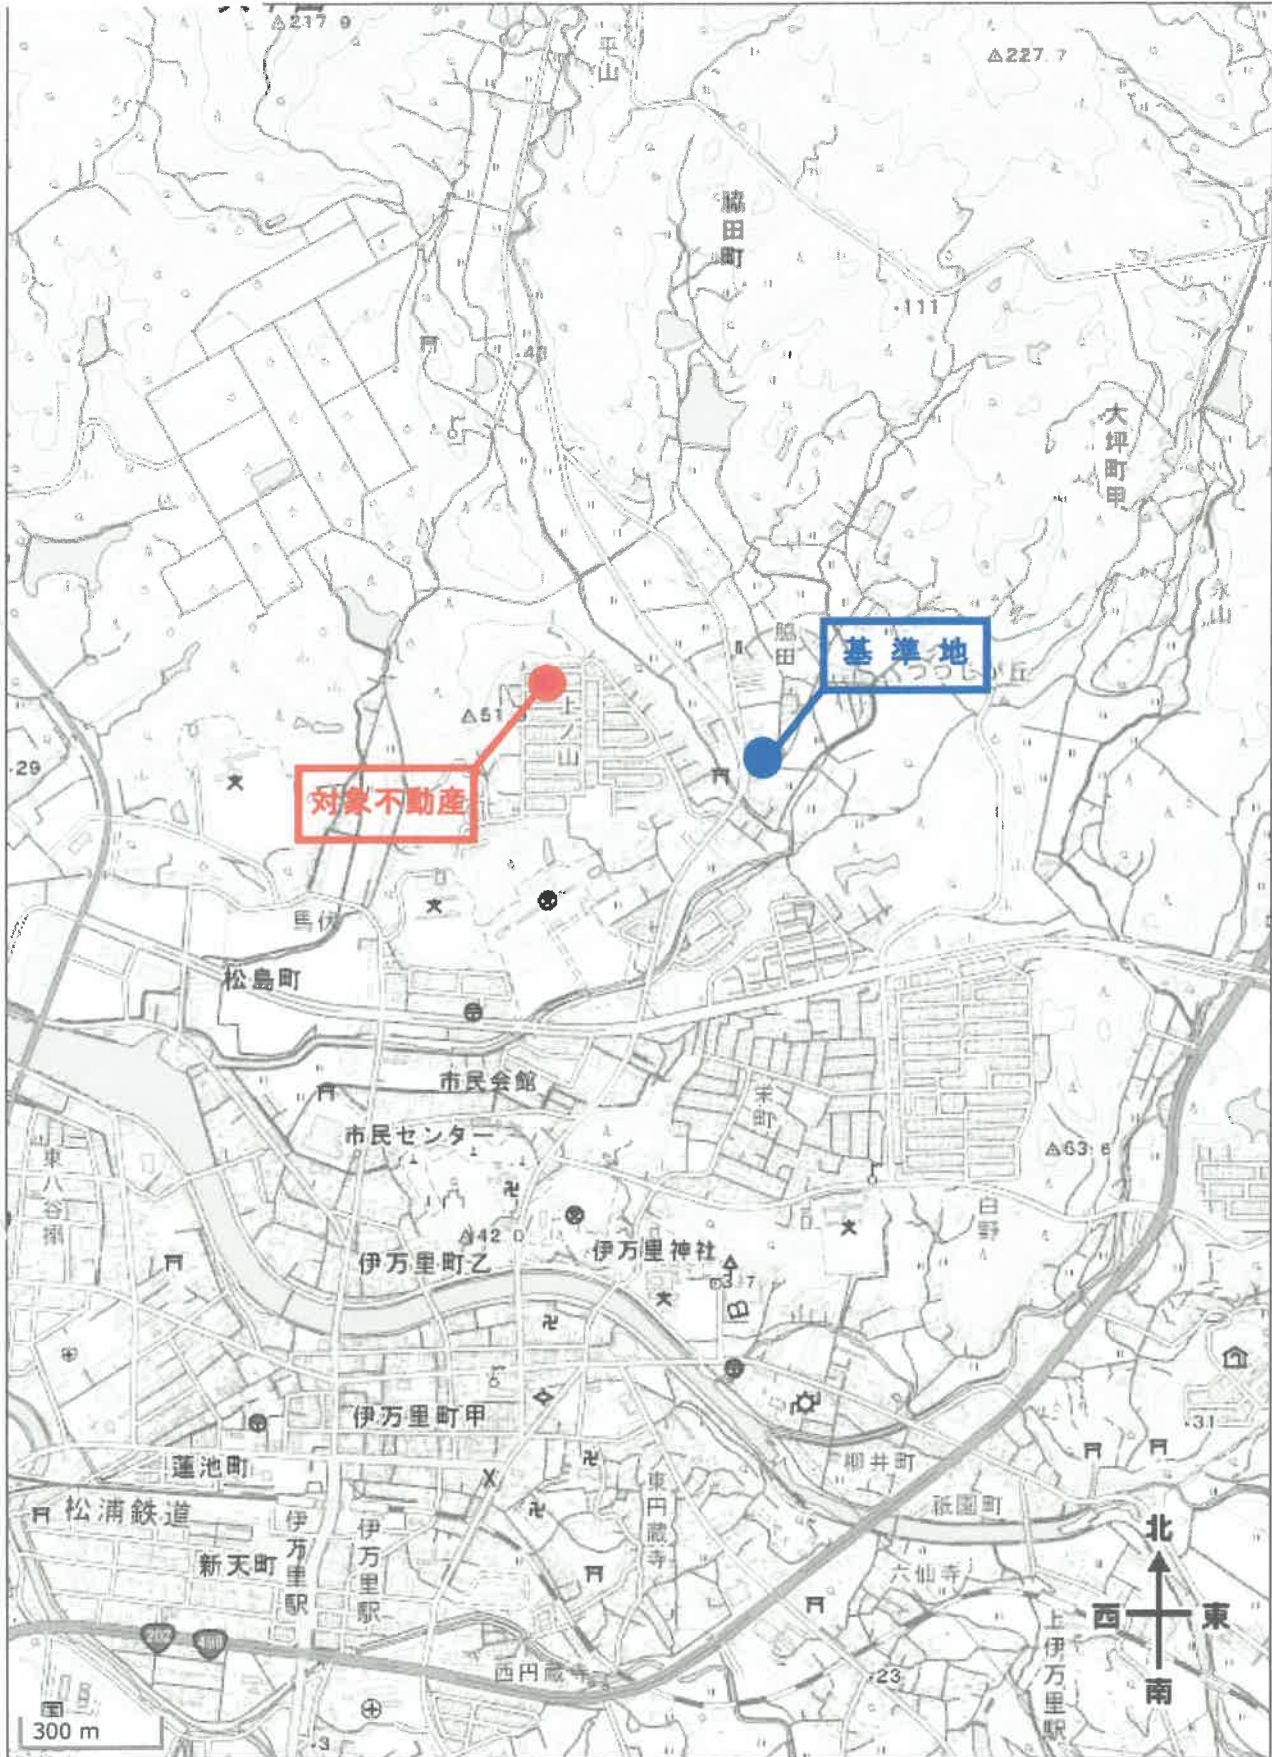 △217.9
平山
△227.7
脇田町
·111
·43
大坪町甲
永山
脇田
基準地
つつじが丘
△51
上ノ山
·29
対象不動産
馬伏
松島町
市民会館
栄町
市民センター
東八谷搦
△63.6
白野
△42.0
伊万里町乙
伊万里神社
3.7
伊万里町甲
·31
蓮池町
柳井町
東円蔵寺
松浦鉄道
伊万里駅
伊万里駅
祇園町
新天町
北
六仙寺
西
東
202
上伊万里駅
西円蔵寺
·23
南
300 m
·3